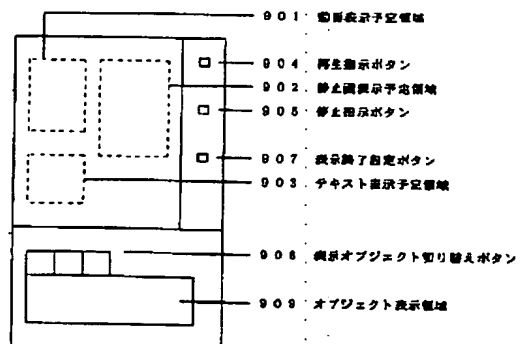 901 動画表示予定領域
904 再生指示ボタン
902 静止画表示予定領域
905 停止指示ボタン
907 表示終了指定ボタン
903 テキスト表示予定領域
908 表示オブジェクト切り替えボタン
909 オブジェクト表示領域